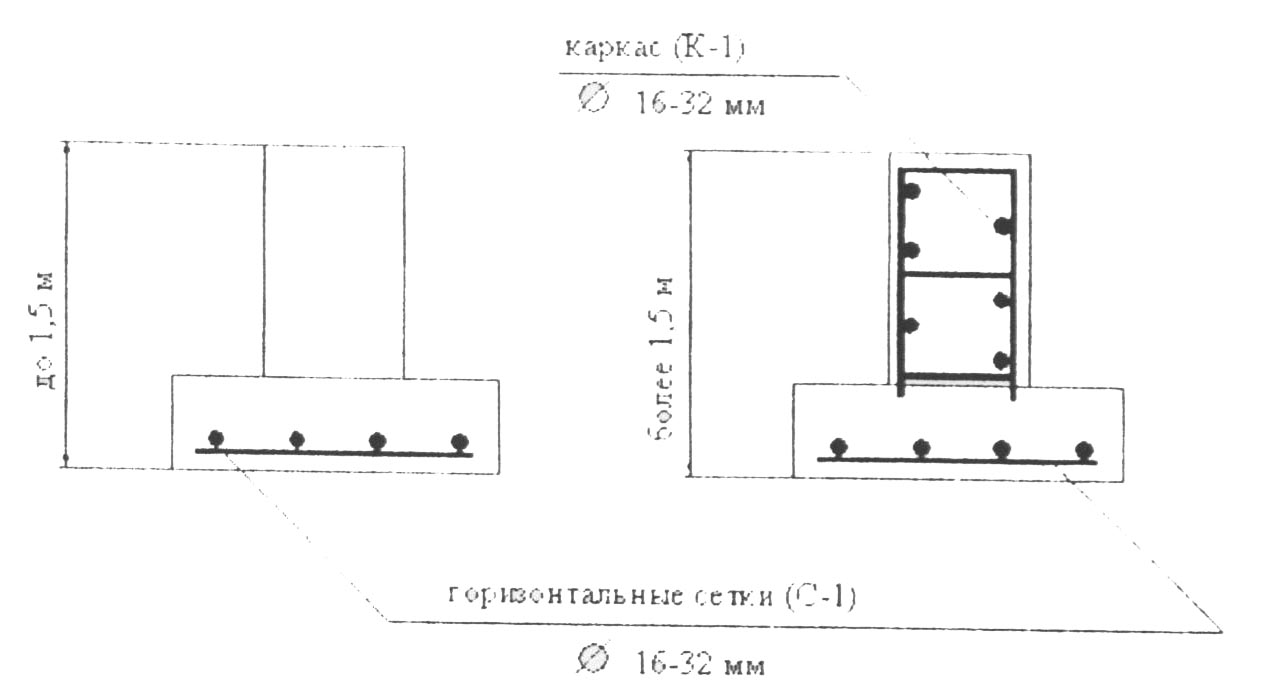 каркас (К-1)
∅ 16-32 мм
до 1,5 м
более 1,5 м
горизонтальные сетки (С-1)
∅ 16-32 мм